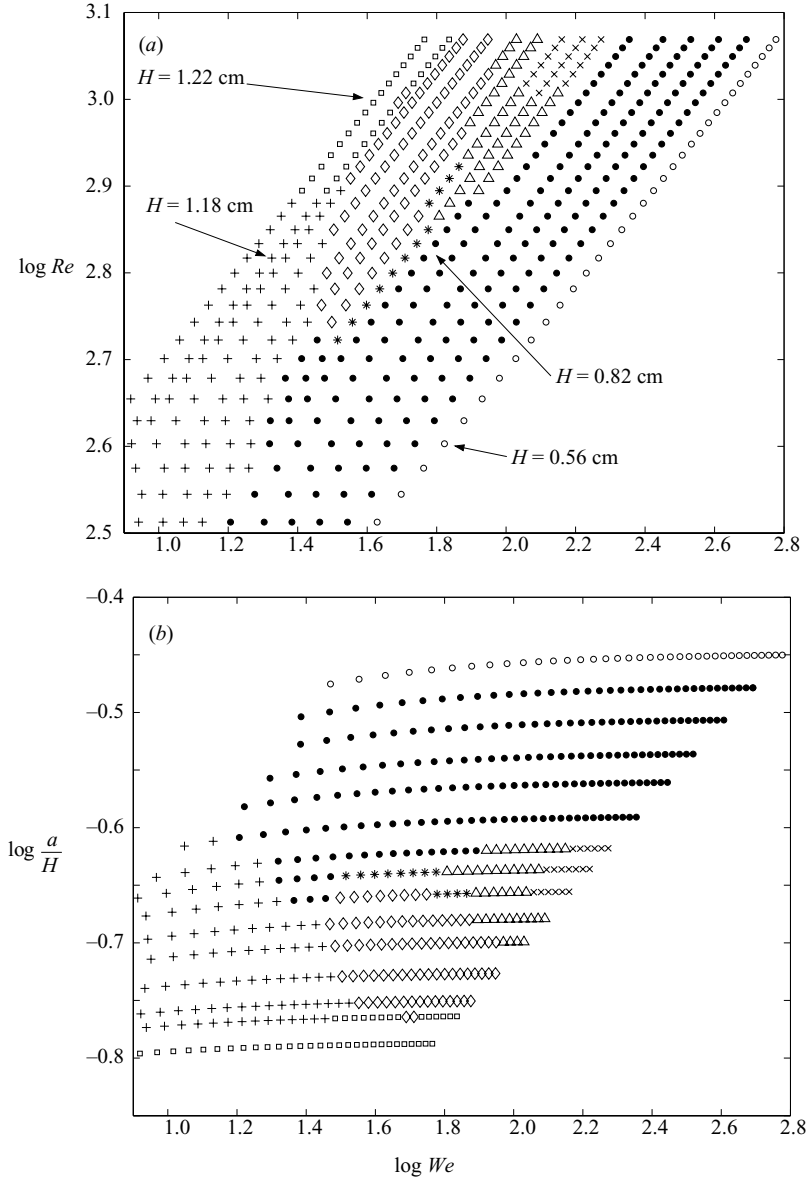 3.1
(a)
H = 1.22 cm
3.0
2.9
H = 1.18 cm
log Re
2.8
2.7
H = 0.82 cm
2.6
H = 0.56 cm
2.5
1.0 1.2 1.4 1.6 1.8 2.0 2.2 2.4 2.6 2.8
–0.4
(b)
–0.5
–0.6
log a/H
–0.7
–0.8
1.0 1.2 1.4 1.6 1.8 2.0 2.2 2.4 2.6 2.8
log We